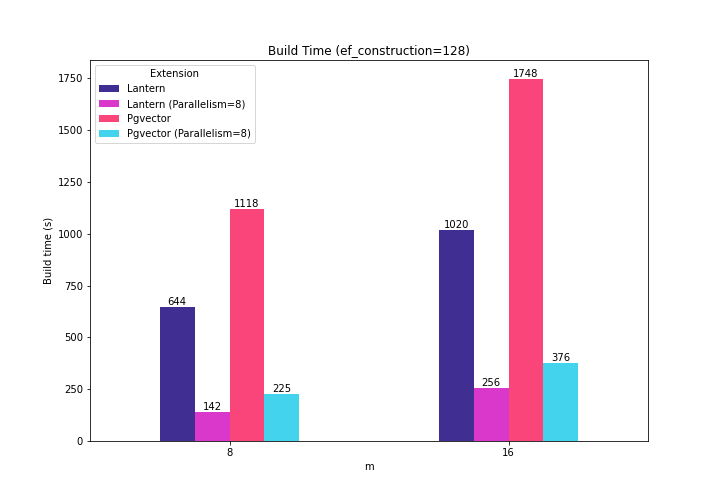 Build Time (ef_construction=128)
Extension
Lantern
Lantern (Parallelism=8)
Pgvector
Pgvector (Parallelism=8)
Build time (s)
1750
1500
1250
1000
750
500
250
0
644
142
1118
225
1020
256
1748
376
8
16
m